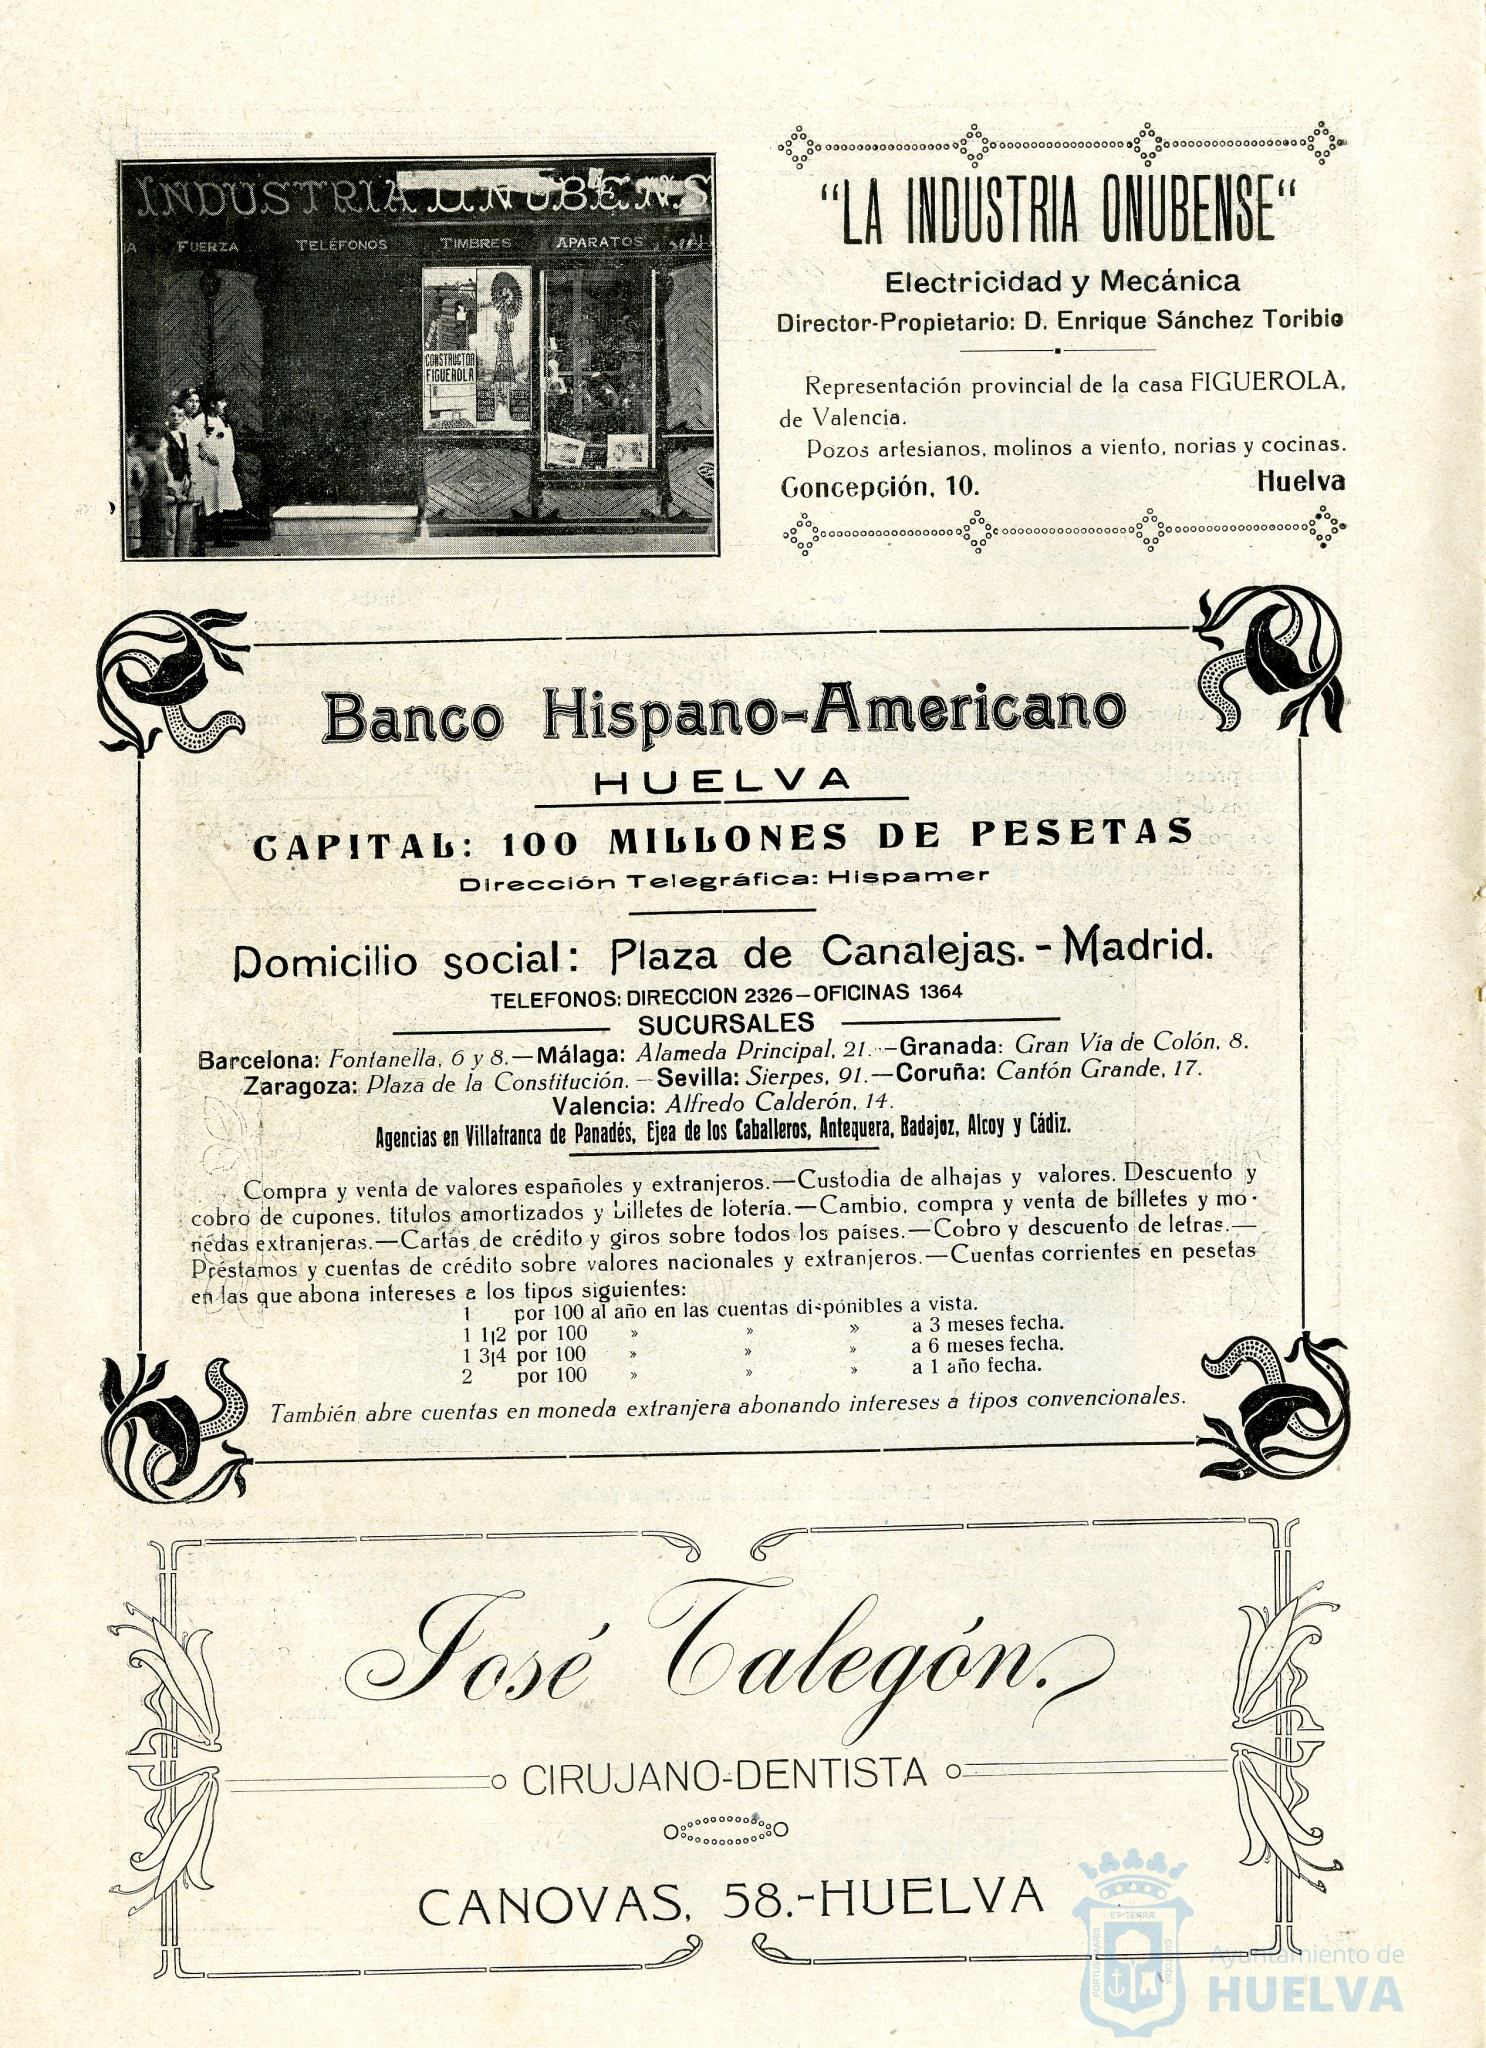 INDUSTRIA ONUBENS
FUERZA TELÉFONOS TIMBRES APARATOS
CONSTRUCTOR
FIGUEROLA
"LA INDUSTRIA ONUBENSE"
Electricidad y Mecánica
Director-Propietario: D. Enrique Sánchez Toribio
Representación provincial de la casa FIGUEROLA,
de Valencia.
Pozos artesianos, molinos a viento, norias y cocinas.
Concepción, 10. Huelva
Banco Hispano-Americano
HUELVA
CAPITAL: 100 MILLONES DE PESETAS
Dirección Telegráfica: Hispamer
Domicilio social: Plaza de Canalejas.-Madrid.
TELEFONOS: DIRECCION 2326—OFICINAS 1364
SUCURSALES
Barcelona: Fontanella, 6 y 8.—Málaga: Alameda Principal, 21.—Granada: Gran Via de Colón, 8.
Zaragoza: Plaza de la Constitución.—Sevilla: Sierpes, 91.—Coruña: Cantón Grande, 17.
Valencia: Alfredo Calderón, 14.
Agencias en Villafranca de Panadés, Ejea de los Caballeros, Antequera, Badajoz, Alcoy y Cádiz.
Compra y venta de valores españoles y extranjeros.—Custodia de alhajas y valores. Descuento y
cobro de cupones, títulos amortizados y billetes de lotería.—Cambio, compra y venta de billetes y mo-
nedas extranjeras.—Cartas de crédito y giros sobre todos los países.—Cobro y descuento de letras.—
Préstamos y cuentas de crédito sobre valores nacionales y extranjeros.—Cuentas corrientes en pesetas
en las que abona intereses a los tipos siguientes:
1 por 100 al año en las cuentas disponibles a vista.
1 1|2 por 100 » » » a 3 meses fecha.
1 3|4 por 100 » » » a 6 meses fecha.
2 por 100 » » » a 1 año fecha.
También abre cuentas en moneda extranjera abonando intereses a tipos convencionales.
José Talegón.
CIRUJANO-DENTISTA
CANOVAS, 58.-HUELVA
PORTUS MARIS ET TERRÆ CUSTODIA
Ayuntamiento de
HUELVA